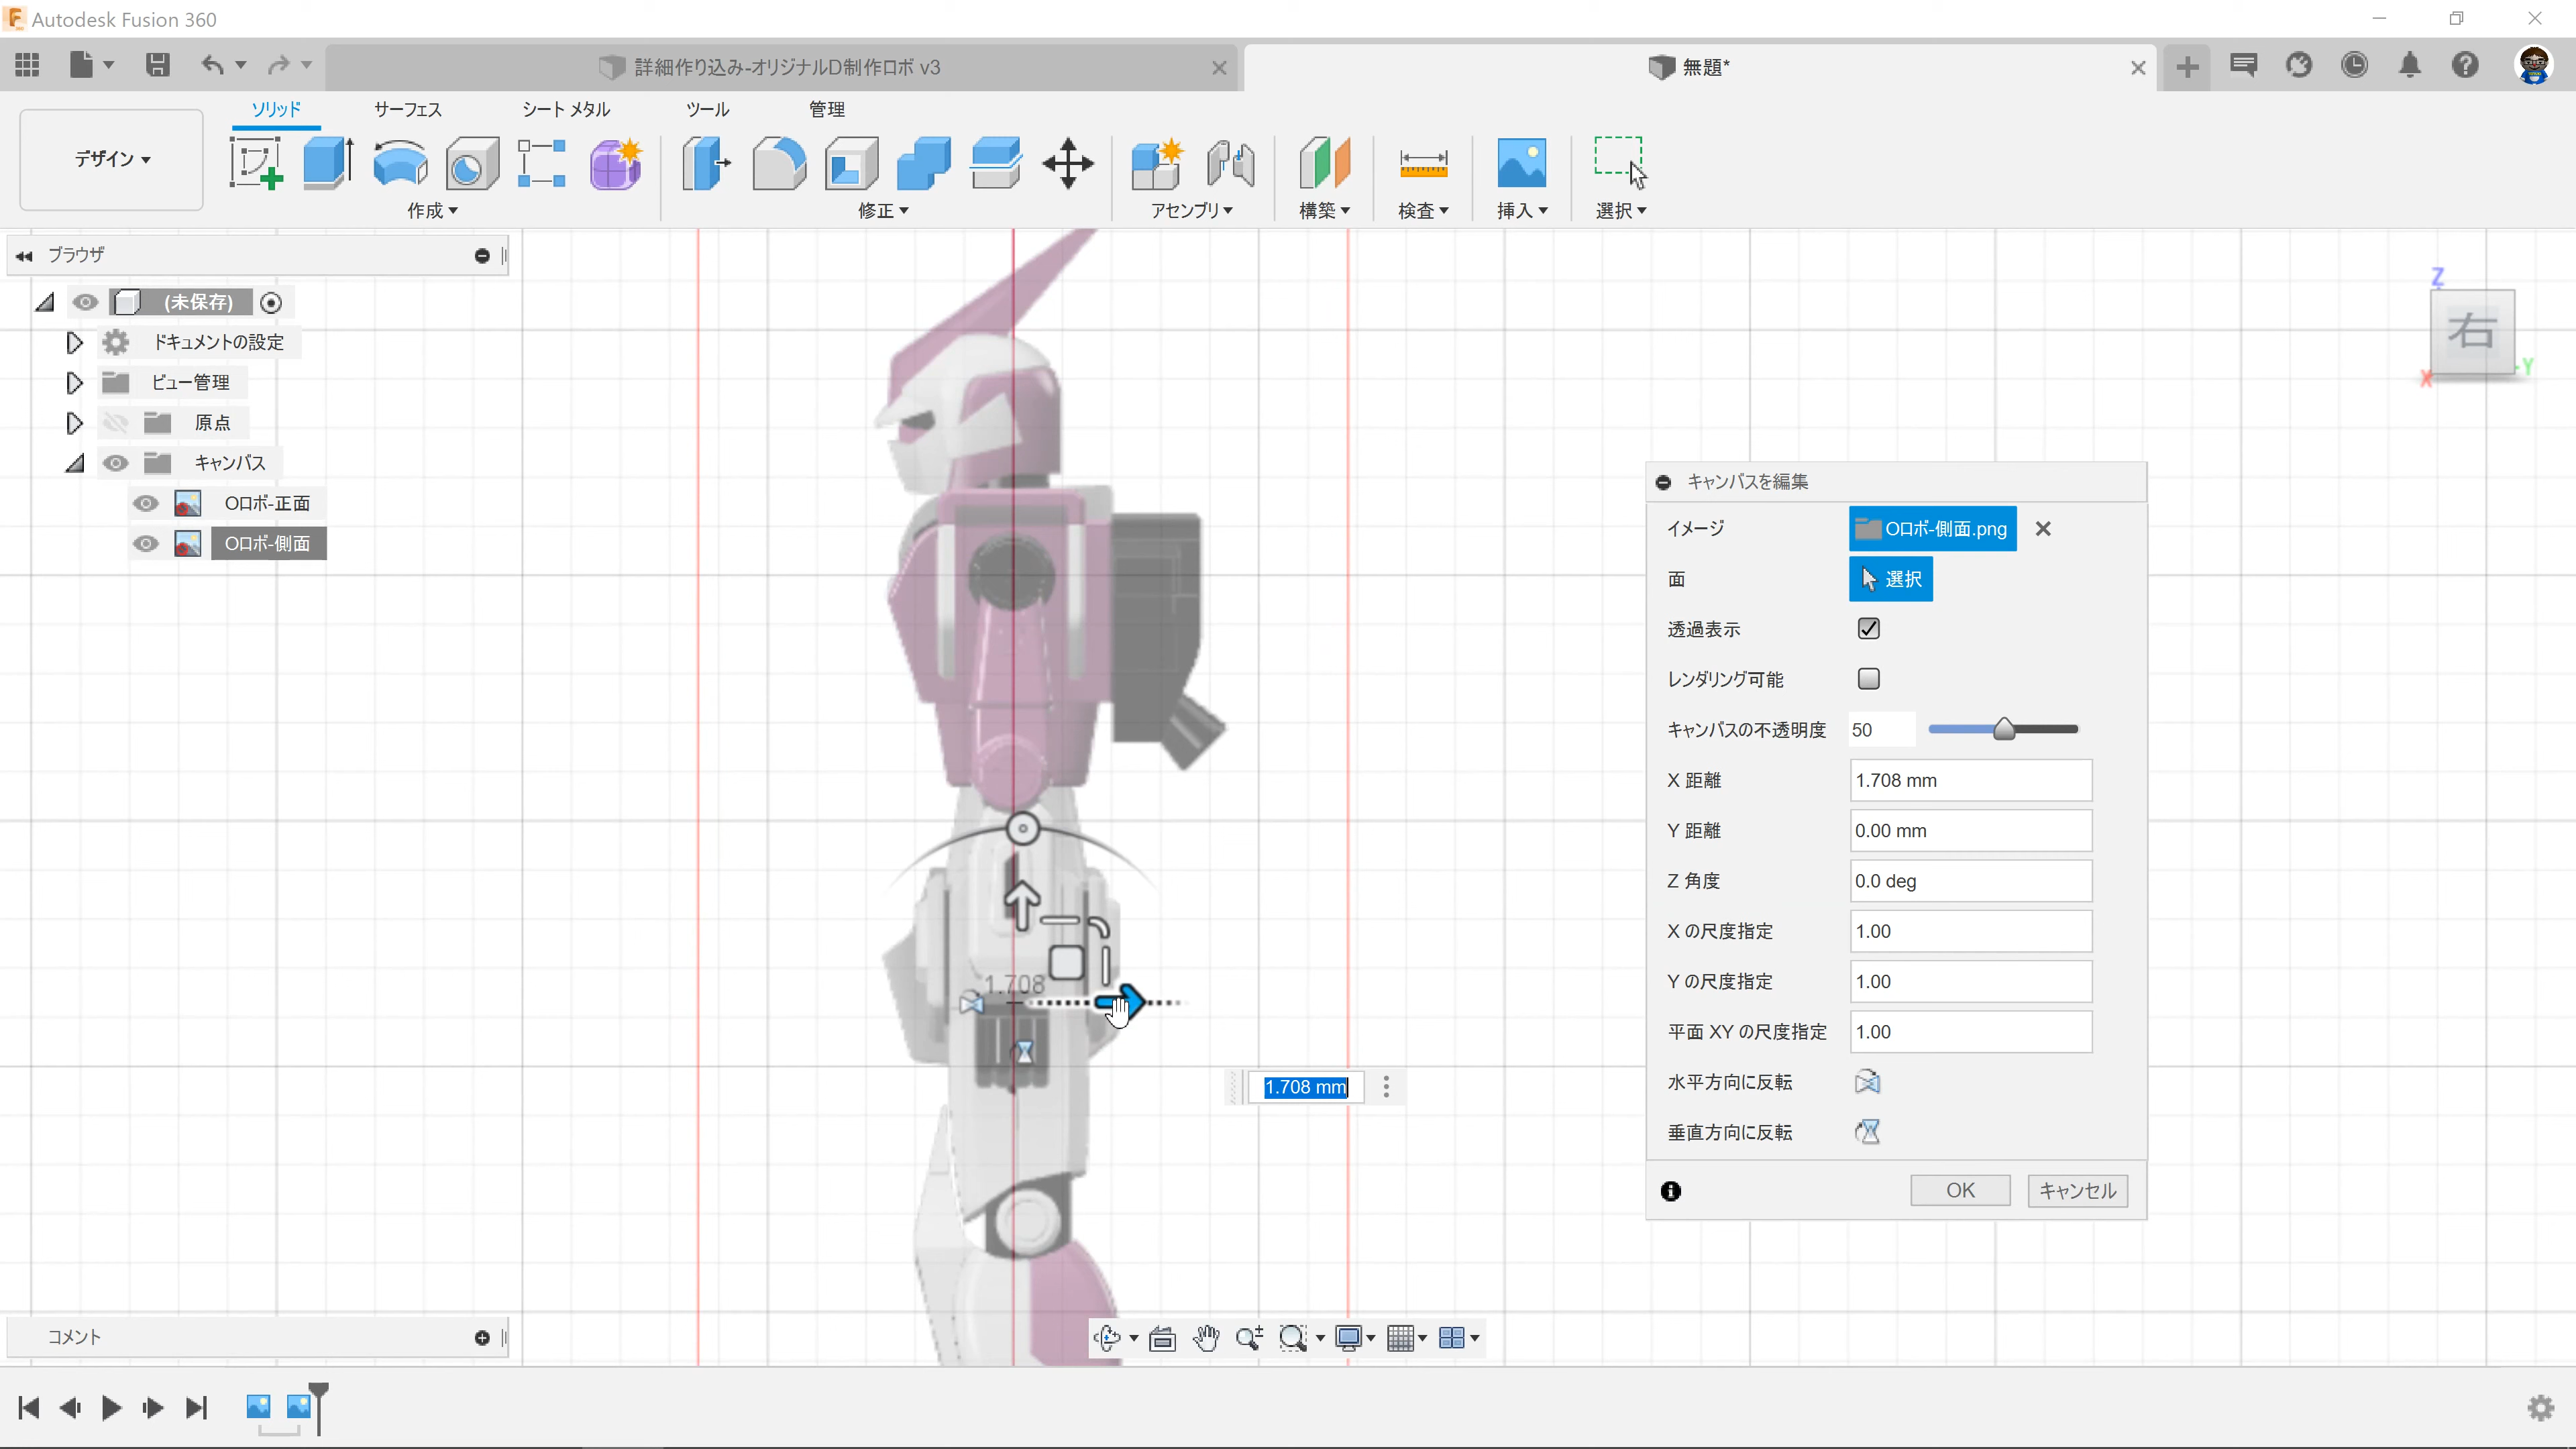 Autodesk Fusion 360
詳細作り込み-オリジナルD制作ロボ v3
無題*
ソリッド
サーフェス
シート メタル
ツール
管理
デザイン
作成
修正
アセンブリ
構築
検査
挿入
選択
ブラウザ
(未保存)
ドキュメントの設定
ビュー管理
原点
キャンバス
Oロボ-正面
Oロボ-側面
Z
右
-Y
X
キャンバスを編集
イメージ
Oロボ-側面.png
面
選択
透過表示
レンダリング可能
キャンバスの不透明度
50
X 距離
1.708 mm
Y 距離
0.00 mm
Z 角度
0.0 deg
X の尺度指定
1.00
Y の尺度指定
1.00
平面 XY の尺度指定
1.00
水平方向に反転
垂直方向に反転
OK
キャンセル
1.708
1.708 mm
コメント